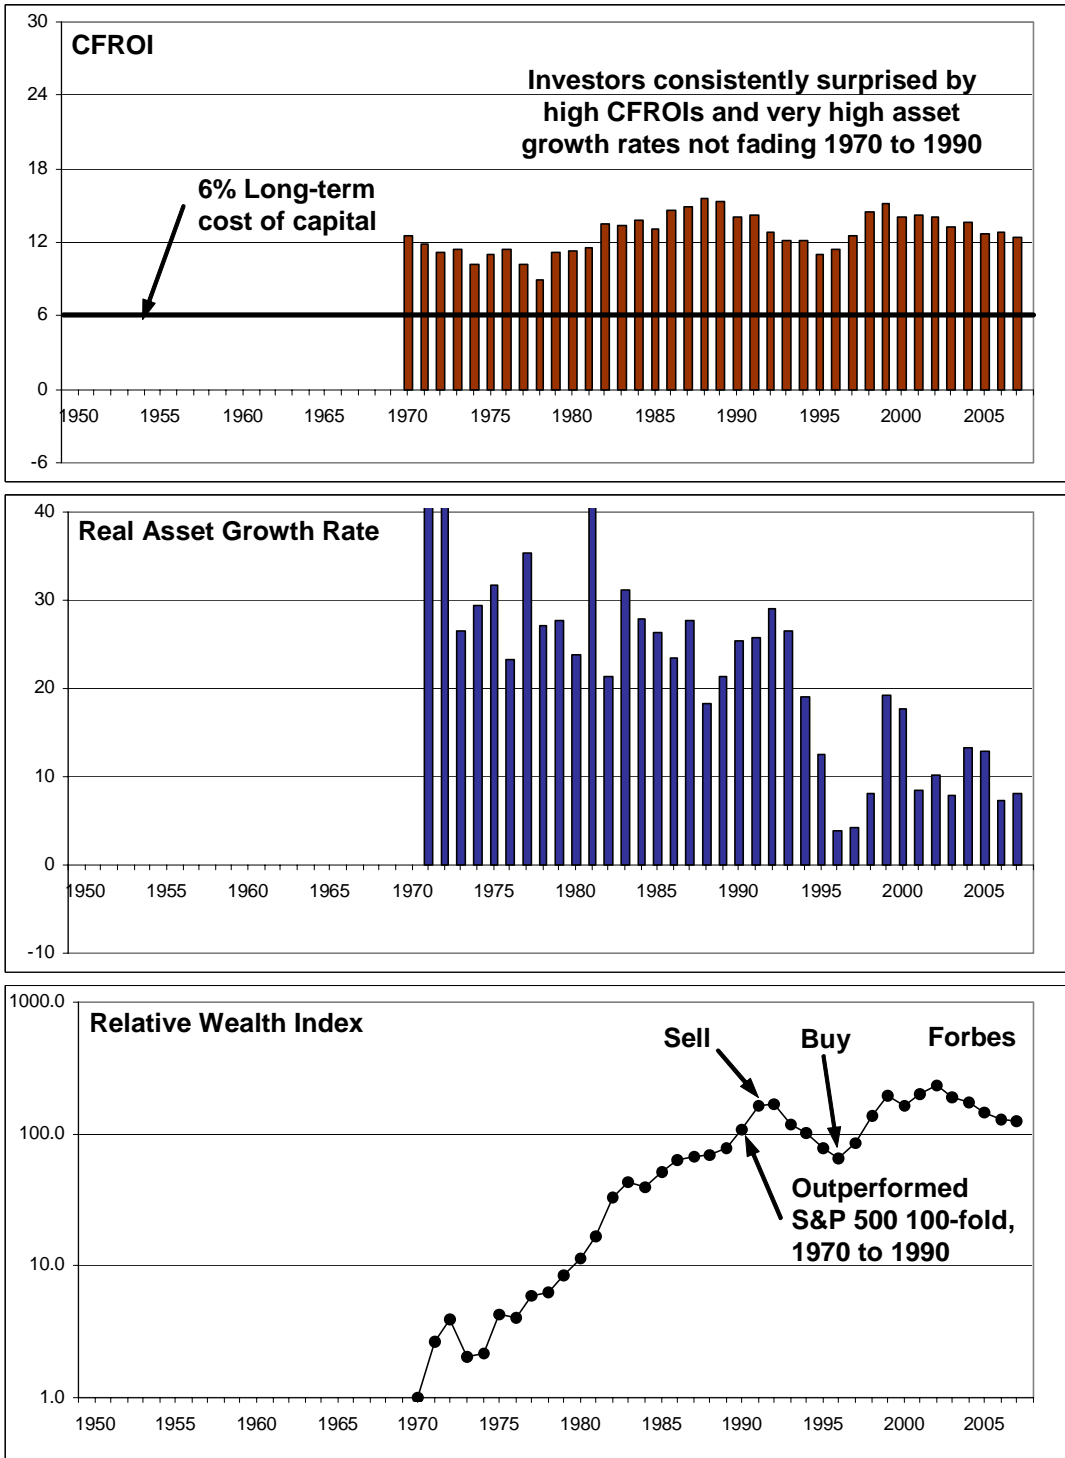 30
CFROI
Investors consistently surprised by
high CFROIs and very high asset
growth rates not fading 1970 to 1990
24
18
6% Long-term
cost of capital
12
6
0
1950 1955 1960 1965 1970 1975 1980 1985 1990 1995 2000 2005
-6
40
Real Asset Growth Rate
30
20
10
0
1950 1955 1960 1965 1970 1975 1980 1985 1990 1995 2000 2005
-10
1000.0
Relative Wealth Index
Sell Buy Forbes
100.0
Outperformed
S&P 500 100-fold,
1970 to 1990
10.0
1.0
1950 1955 1960 1965 1970 1975 1980 1985 1990 1995 2000 2005